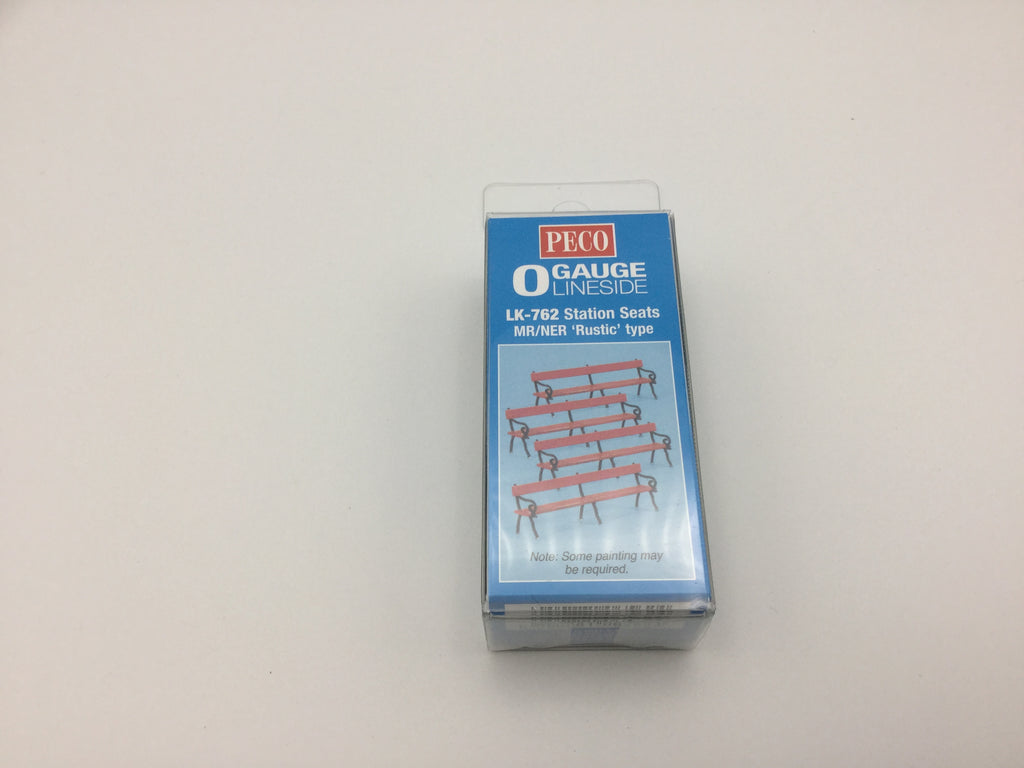 PECO
O GAUGE
LINESIDE
LK-762 Station Seats
MR/NER ‘Rustic’ type
Note: Some painting may
be required.